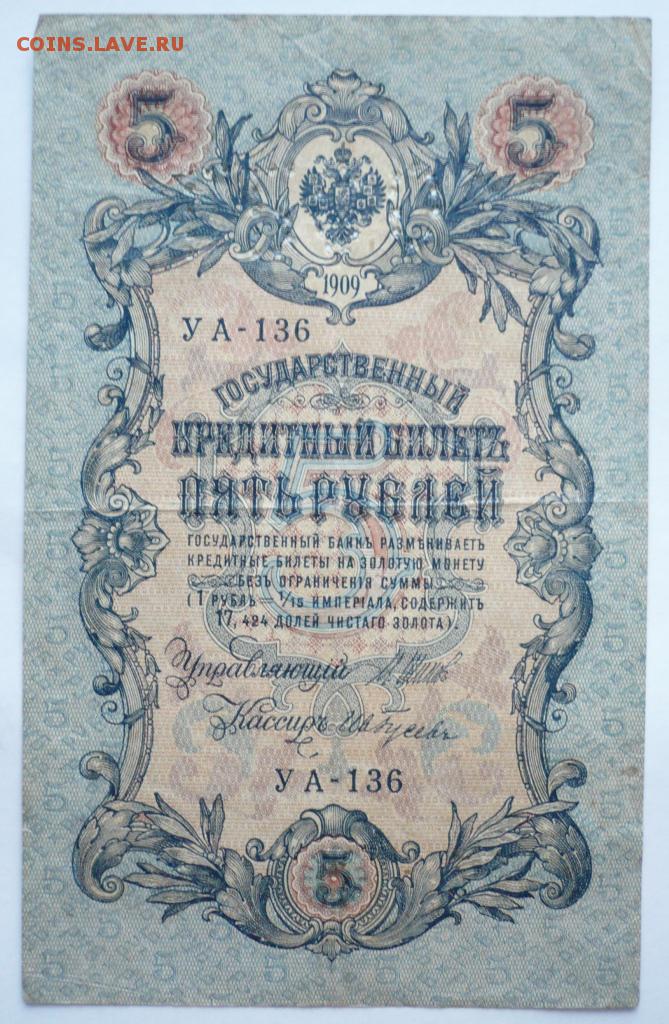 COINS.LAVE.RU
5 5
1909
УА-136
ГОСУДАРСТВЕННЫЙ
КРЕДИТНЫЙ БИЛЕТЪ
ПЯТЬ РУБЛЕЙ
ГОСУДАРСТВЕННЫЙ БАНКЪ РАЗМѢНИВАЕТЪ
КРЕДИТНЫЕ БИЛЕТЫ НА ЗОЛОТУЮ МОНЕТУ
БЕЗЪ ОГРАНИЧЕНІЯ СУММЫ
(1 РУБЛЬ = 1/15 ИМПЕРІАЛА, СОДЕРЖИТЪ
17,424 ДОЛЕЙ ЧИСТАГО ЗОЛОТА).
Управляющій И. Шипов
Кассиръ Гусевъ
УА-136
5